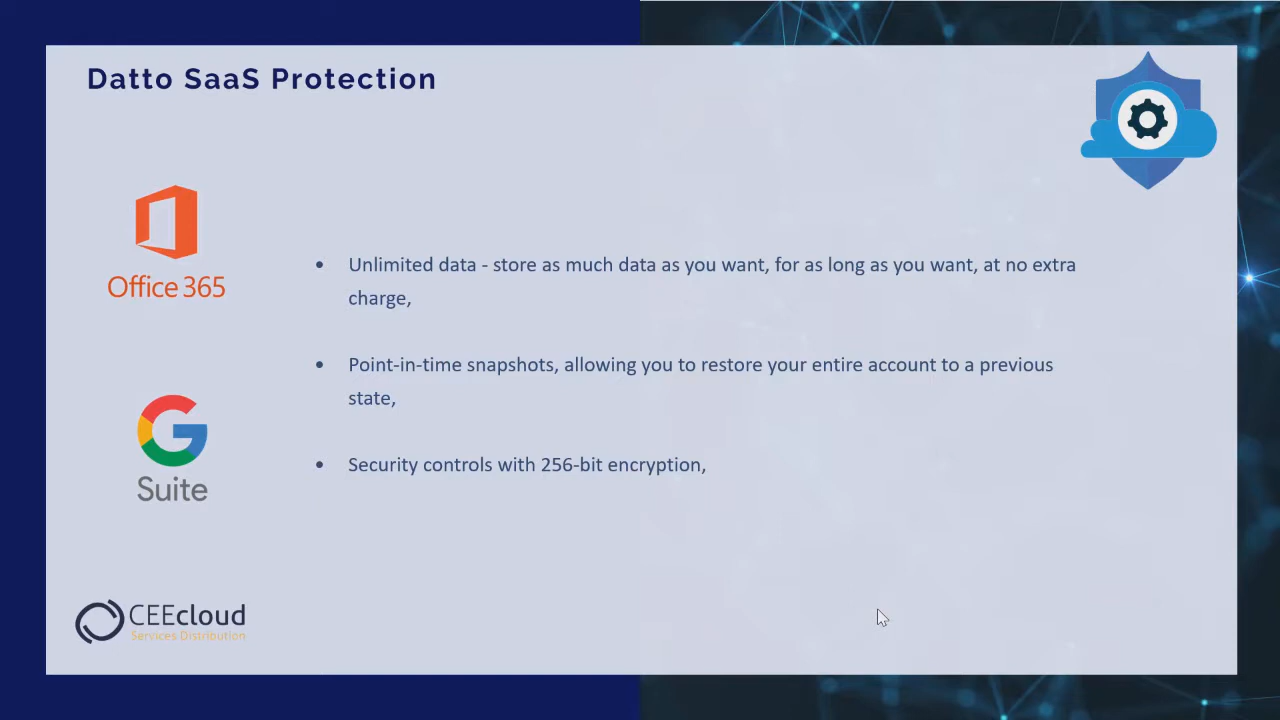 Datto SaaS Protection
Office 365
• Unlimited data - store as much data as you want, for as long as you want, at no extra
charge,
• Point-in-time snapshots, allowing you to restore your entire account to a previous
state,
G
Suite
• Security controls with 256-bit encryption,
CEEcloud
Services Distribution